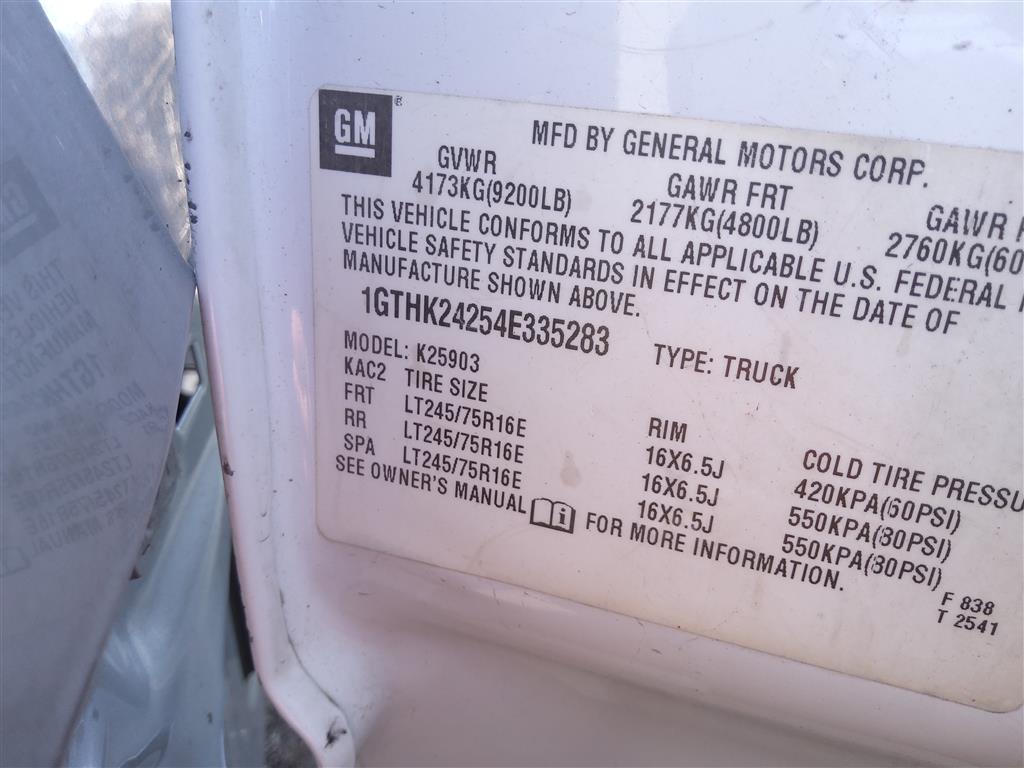 GM ®
MFD BY GENERAL MOTORS CORP.
GVWR GAWR FRT GAWR
4173KG(9200LB) 2177KG(4800LB) 2760KG(60
THIS VEHICLE CONFORMS TO ALL APPLICABLE U.S. FEDERAL
VEHICLE SAFETY STANDARDS IN EFFECT ON THE DATE OF
MANUFACTURE SHOWN ABOVE.
1GTHK24254E335283 TYPE: TRUCK
MODEL: K25903
KAC2 TIRE SIZE RIM COLD TIRE PRESSU
FRT LT245/75R16E 16X6.5J 420KPA(60PSI)
RR LT245/75R16E 16X6.5J 550KPA(80PSI)
SPA LT245/75R16E 16X6.5J 550KPA(80PSI)
SEE OWNER'S MANUAL i FOR MORE INFORMATION.
F 838
T 2541